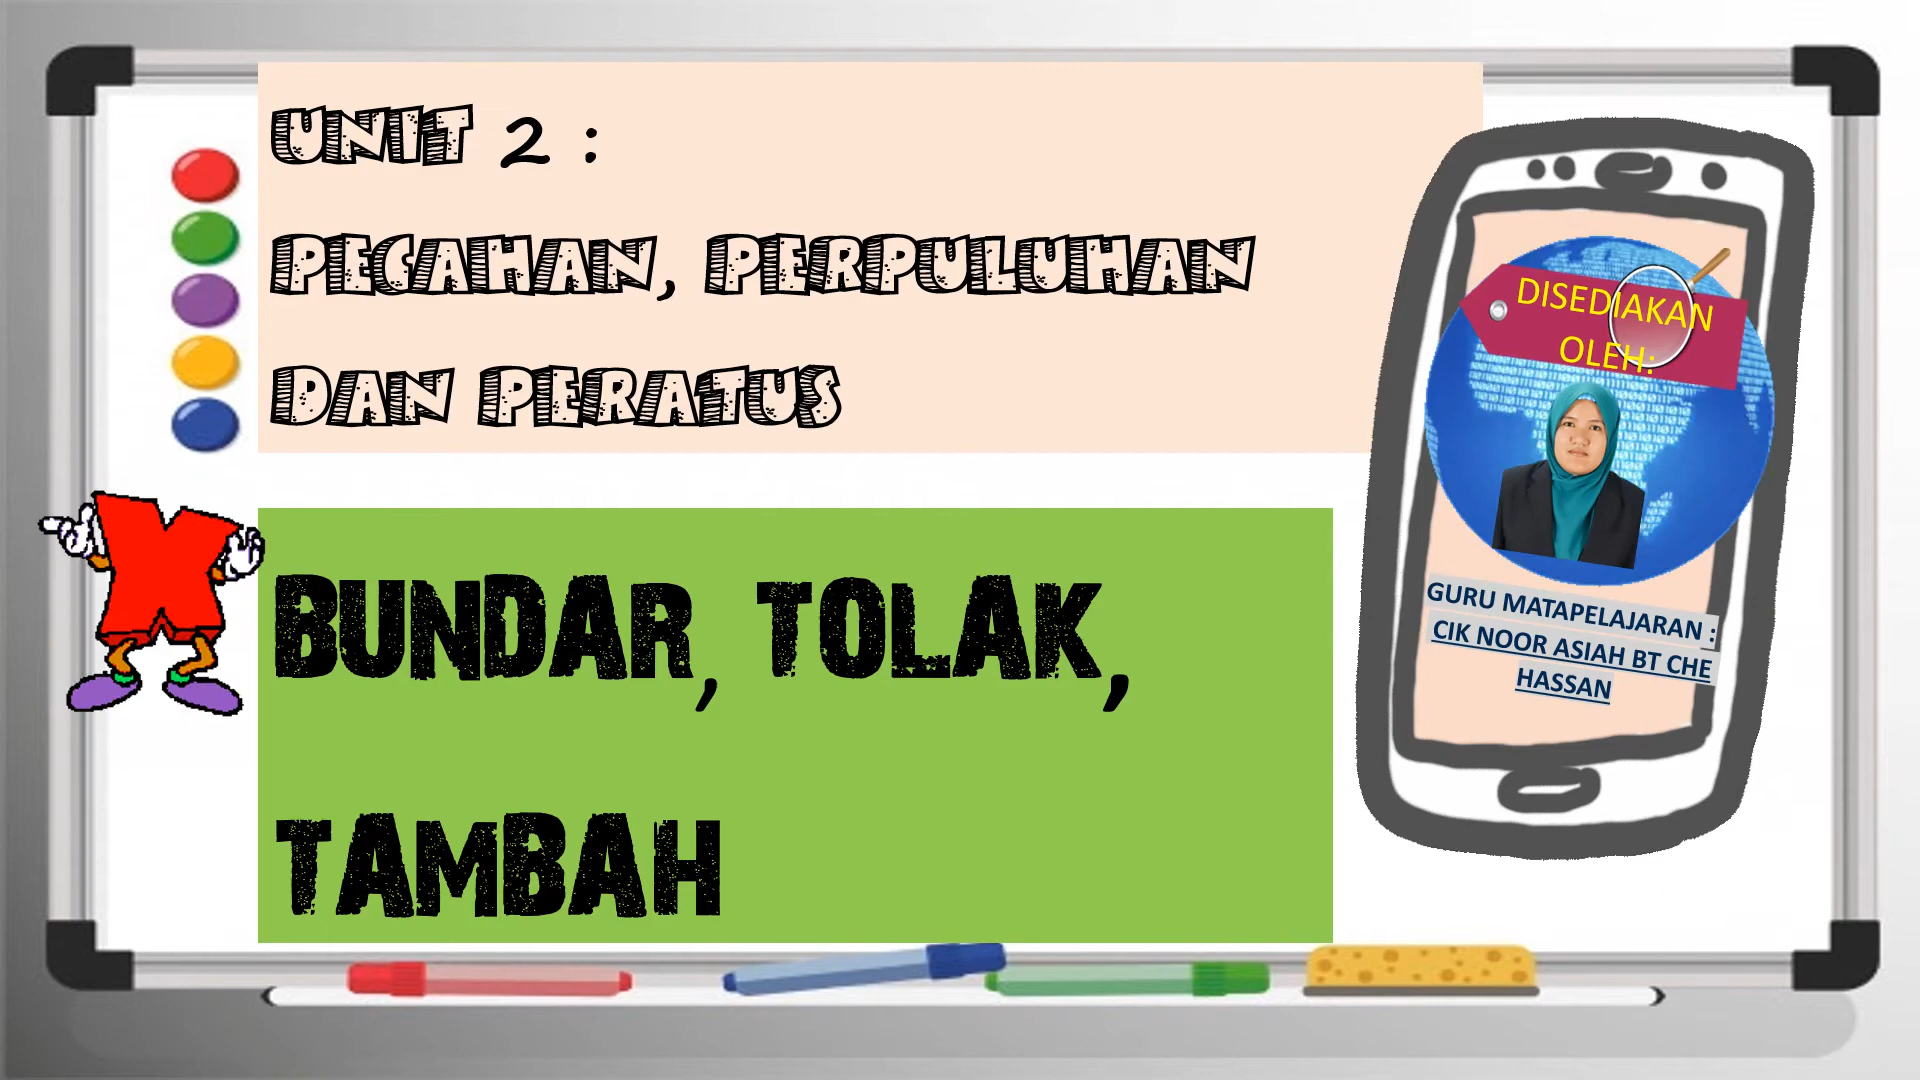 UNIT 2 :
PECAHAN, PERPULUHAN
DAN PERATUS
BUNDAR, TOLAK,
TAMBAH
DISEDIAKAN
OLEH:
GURU MATAPELAJARAN :
CIK NOOR ASIAH BT CHE
HASSAN